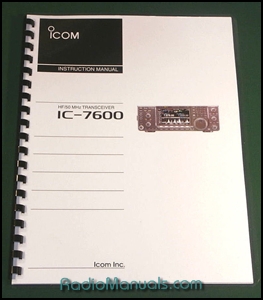 ICOM
INSTRUCTION MANUAL
HF/50 MHz TRANSCEIVER
IC-7600
Icom Inc.
RadioManuals.com